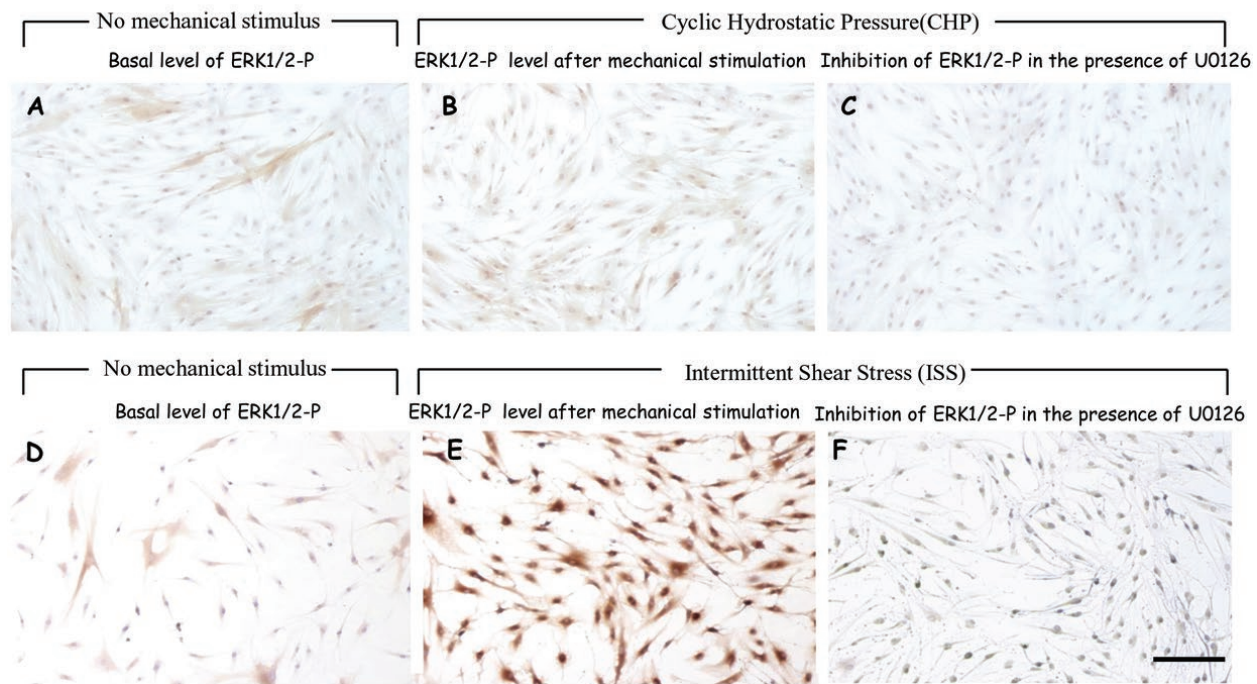 No mechanical stimulus
Cyclic Hydrostatic Pressure(CHP)
Basal level of ERK1/2-P
ERK1/2-P level after mechanical stimulation
Inhibition of ERK1/2-P in the presence of U0126
A
B
C
No mechanical stimulus
Intermittent Shear Stress (ISS)
Basal level of ERK1/2-P
ERK1/2-P level after mechanical stimulation
Inhibition of ERK1/2-P in the presence of U0126
D
E
F